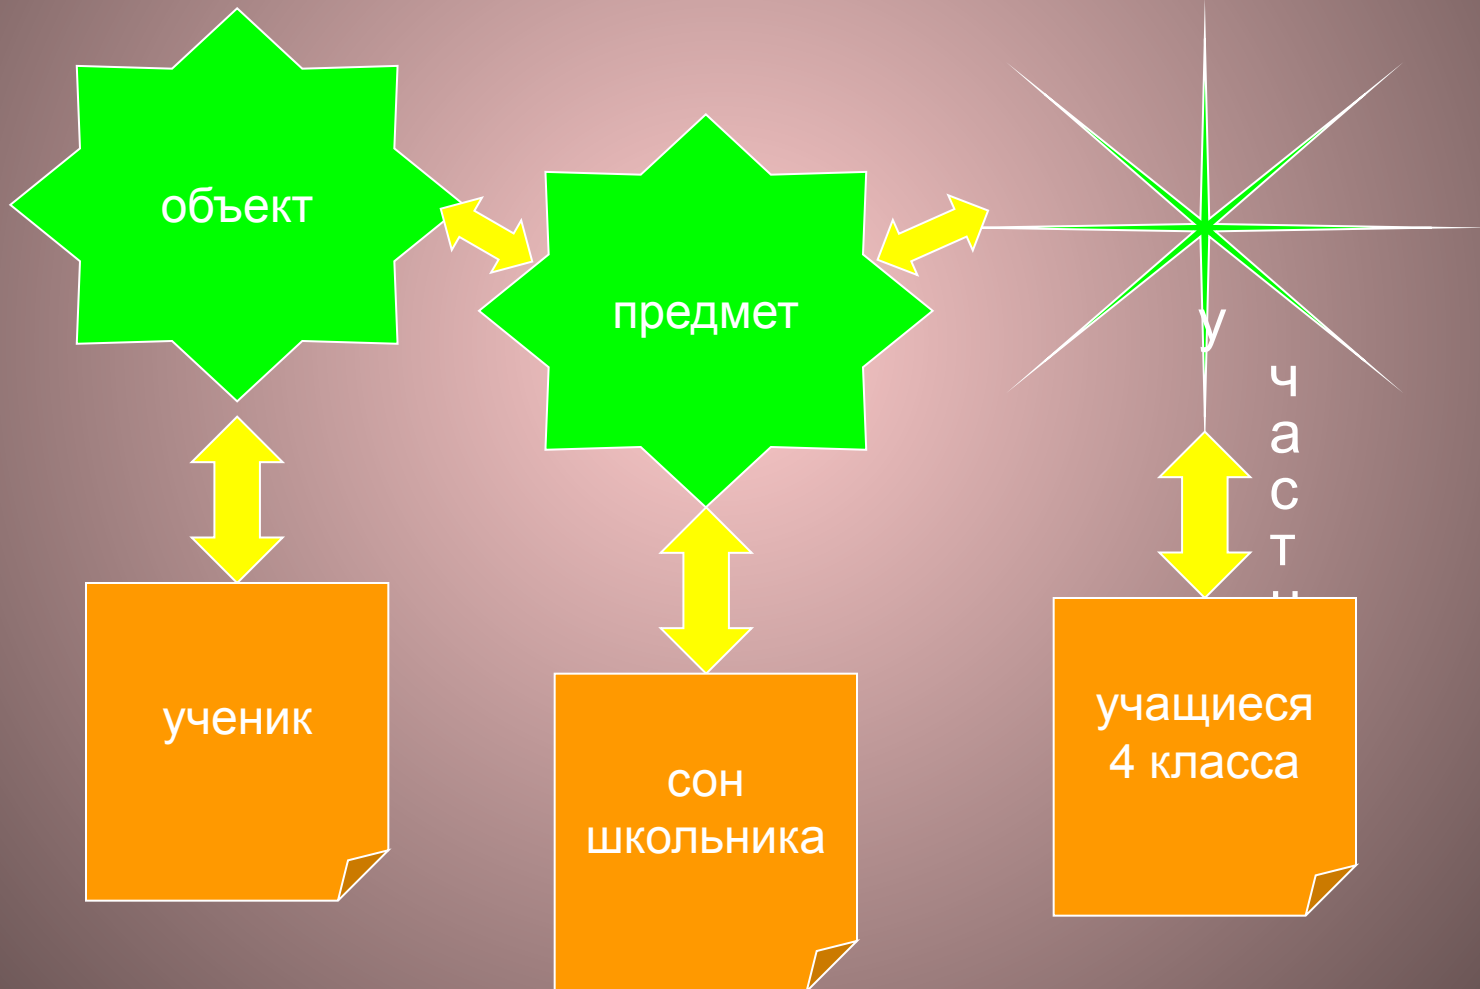 объект
предмет
у
ч
а
с
т
ученик
сон
школьника
учащиеся
4 класса